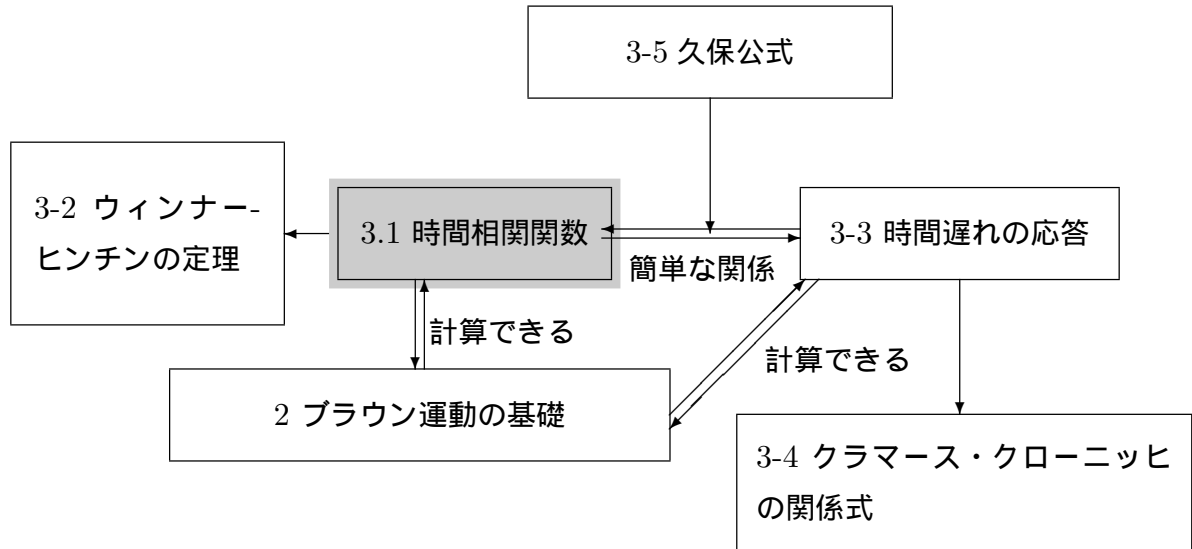 3-5 久保公式
3-2 ウィンナー-
ヒンチンの定理
3.1 時間相関関数
3-3 時間遅れの応答
簡単な関係
計算できる
計算できる
2 ブラウン運動の基礎
3-4 クラマース・クローニッヒ
の関係式